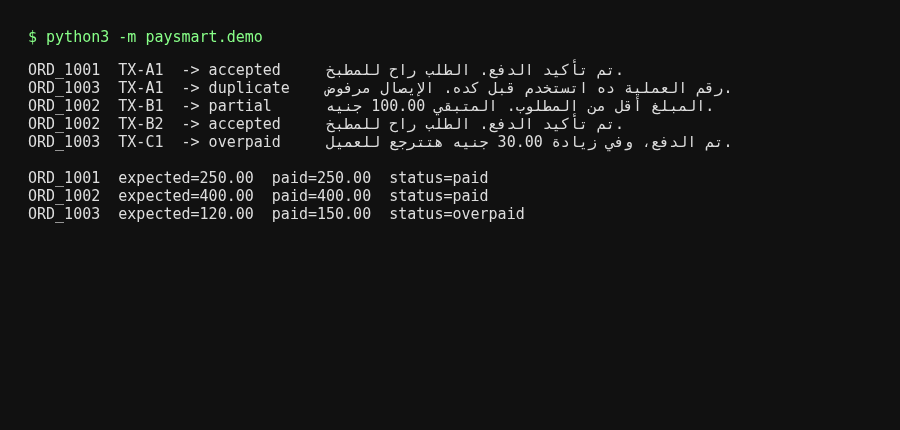 $ python3 -m paysmart.demo
ORD_1001  TX-A1  -> accepted     تم تأكيد الدفع. الطلب راح للمطبخ.
ORD_1003  TX-A1  -> duplicate    رقم العملية ده اتستخدم قبل كده. الإيصال مرفوض.
ORD_1002  TX-B1  -> partial      المبلغ أقل من المطلوب. المتبقي 100.00 جنيه.
ORD_1002  TX-B2  -> accepted     تم تأكيد الدفع. الطلب راح للمطبخ.
ORD_1003  TX-C1  -> overpaid     تم الدفع، وفي زيادة 30.00 جنيه هتترجع للعميل.
ORD_1001  expected=250.00  paid=250.00  status=paid
ORD_1002  expected=400.00  paid=400.00  status=paid
ORD_1003  expected=120.00  paid=150.00  status=overpaid